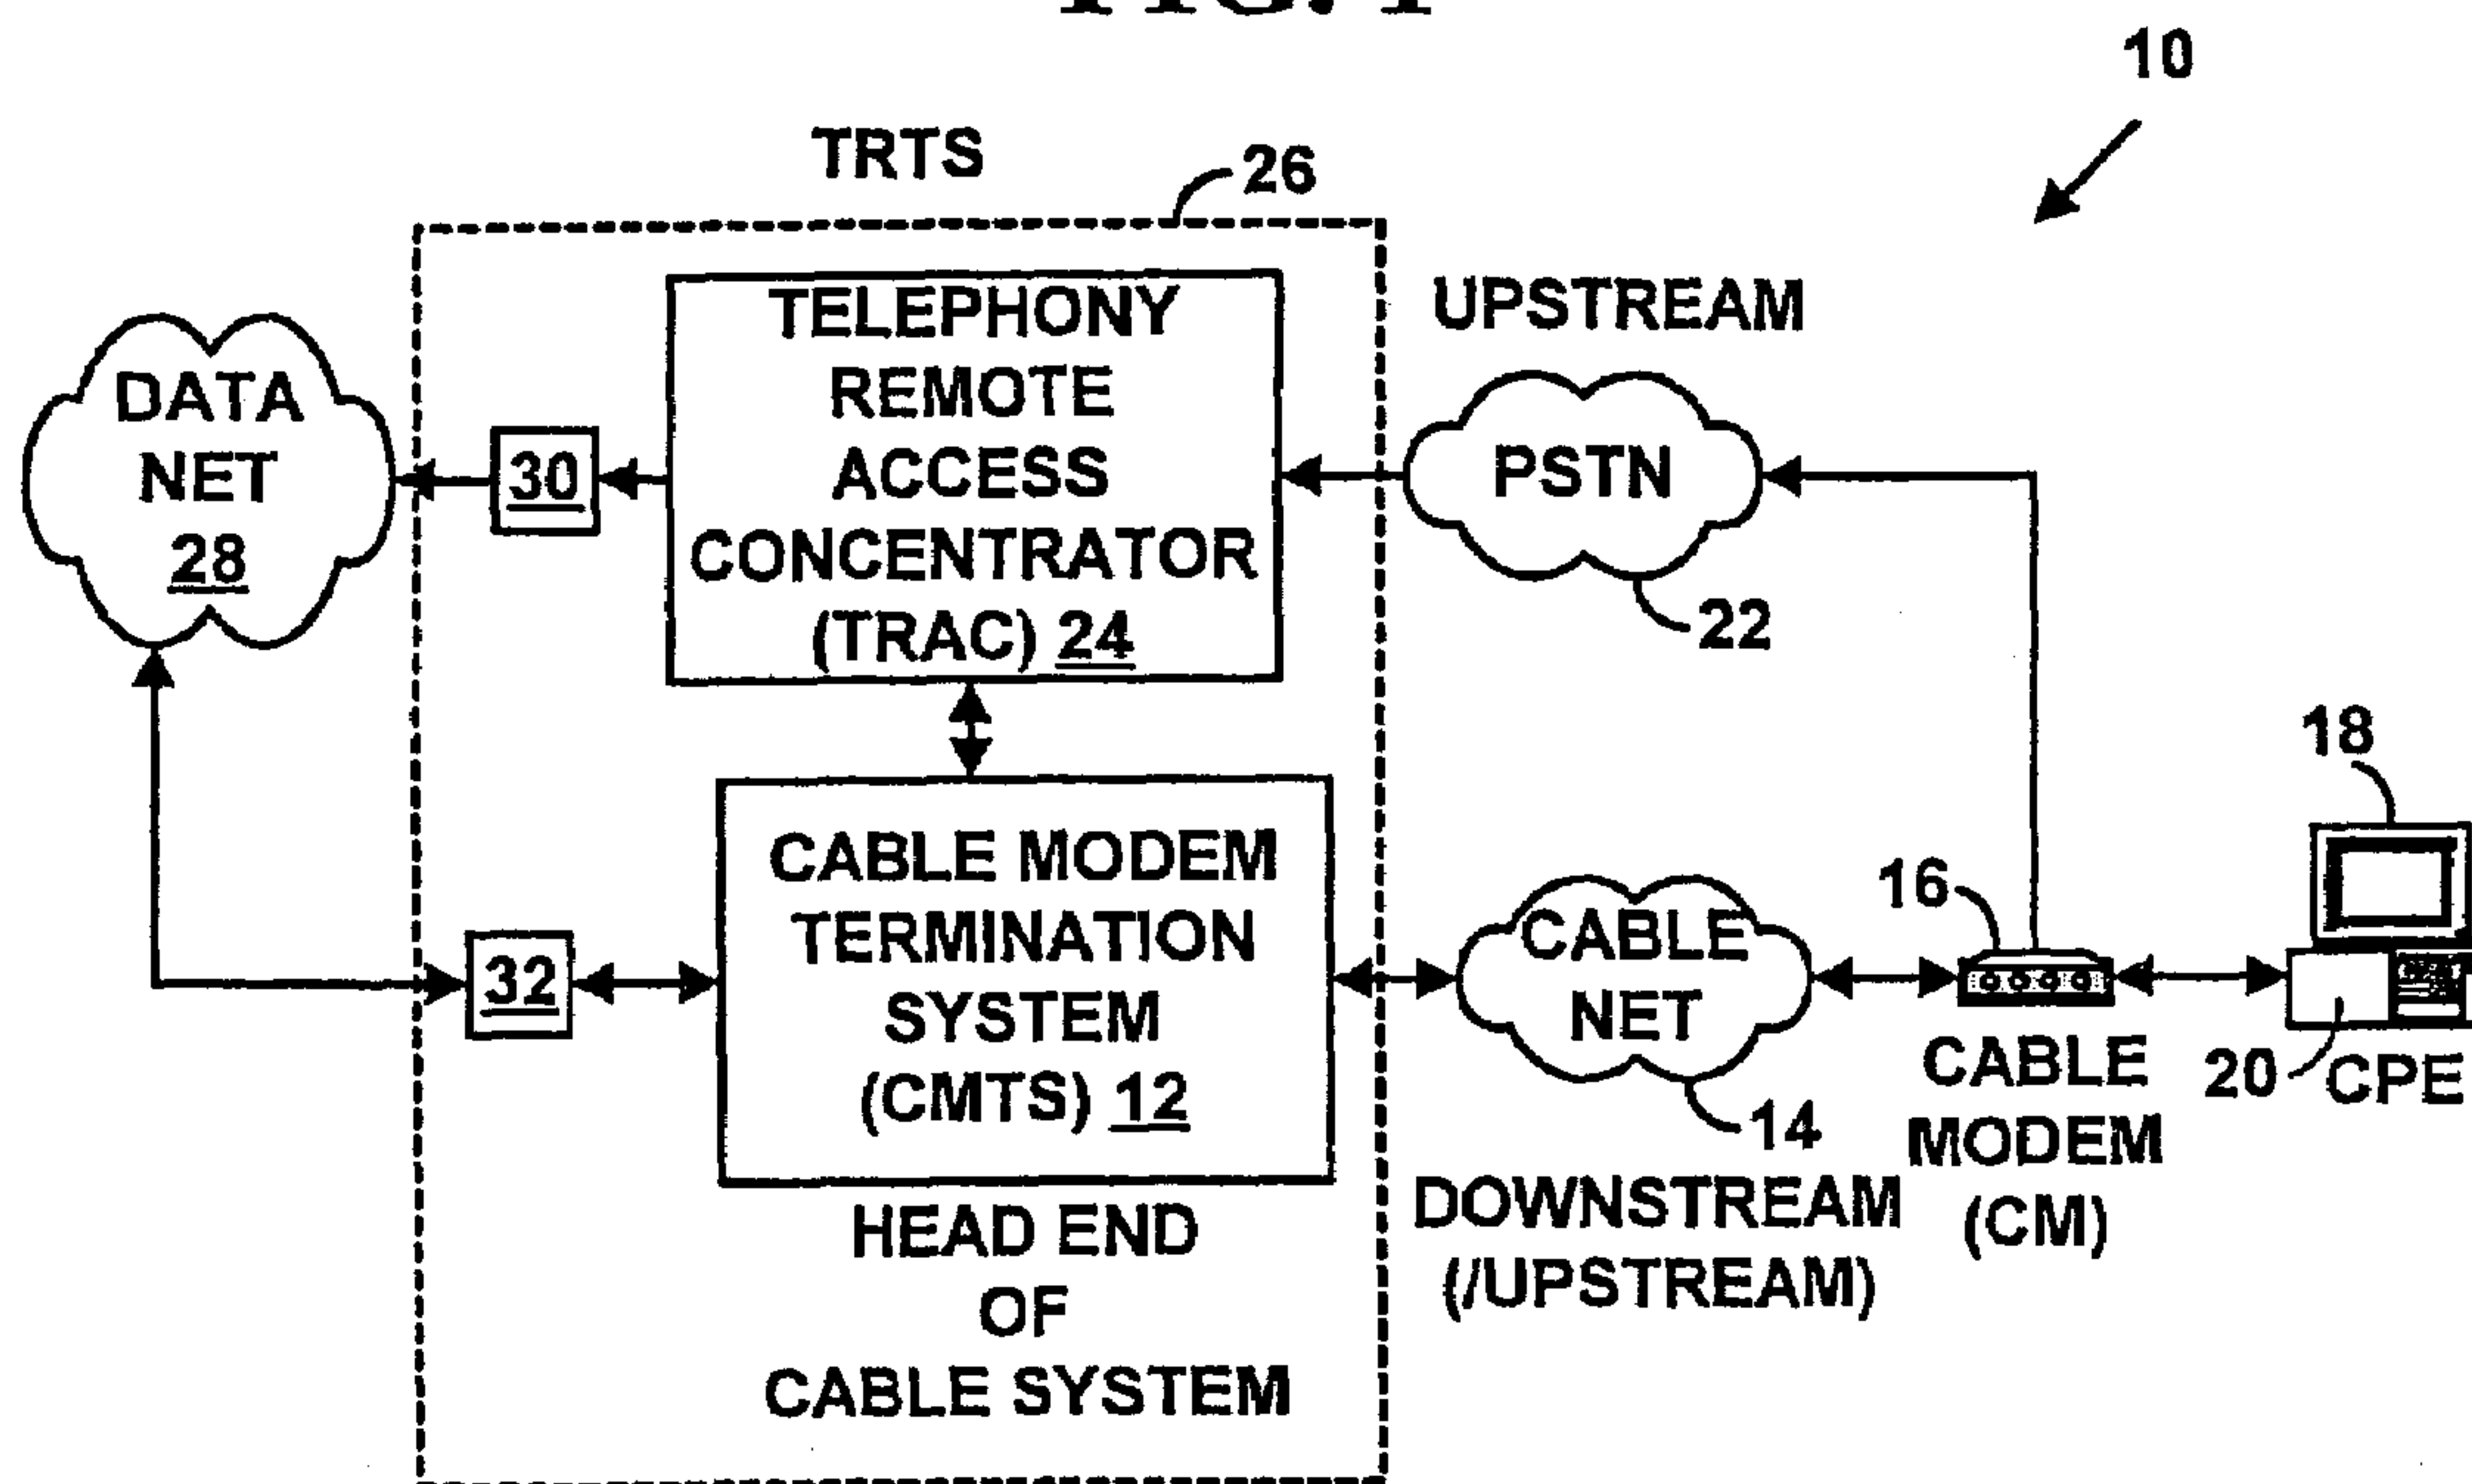 FIG. 1
10
TRTS
26
TELEPHONY
REMOTE
ACCESS
CONCENTRATOR
(TRAC) 24
UPSTREAM
DATA
NET
28
30
PSTN
22
18
CABLE MODEM
TERMINATION
SYSTEM
(CMTS) 12
16
CABLE
NET
32
14
CABLE
MODEM
(CM)
20
CPE
DOWNSTREAM
(/UPSTREAM)
HEAD END
OF
CABLE SYSTEM